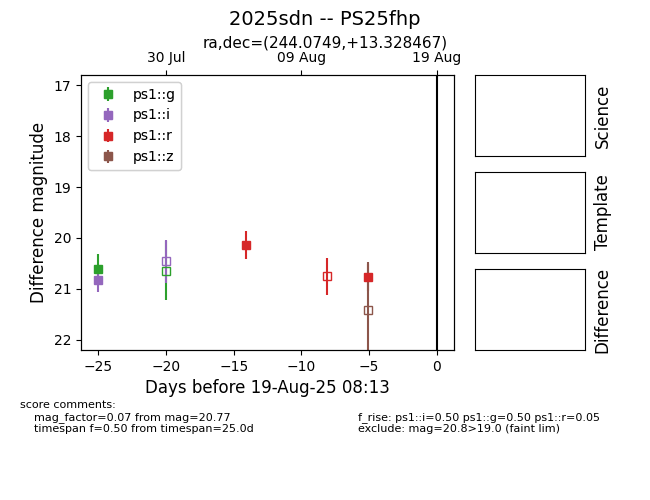 2025sdn -- PS25fhp
ra,dec=(244.0749,+13.328467)
30 Jul 09 Aug 19 Aug
17
18
19
20
21
22
Difference magnitude
ps1::g
ps1::i
ps1::r
ps1::z
−25 −20 −15 −10 −5 0
Days before 19-Aug-25 08:13
Science
Template
Difference
score comments:
mag_factor=0.07 from mag=20.77
timespan f=0.50 from timespan=25.0d
f_rise: ps1::i=0.50 ps1::g=0.50 ps1::r=0.05
exclude: mag=20.8>19.0 (faint lim)